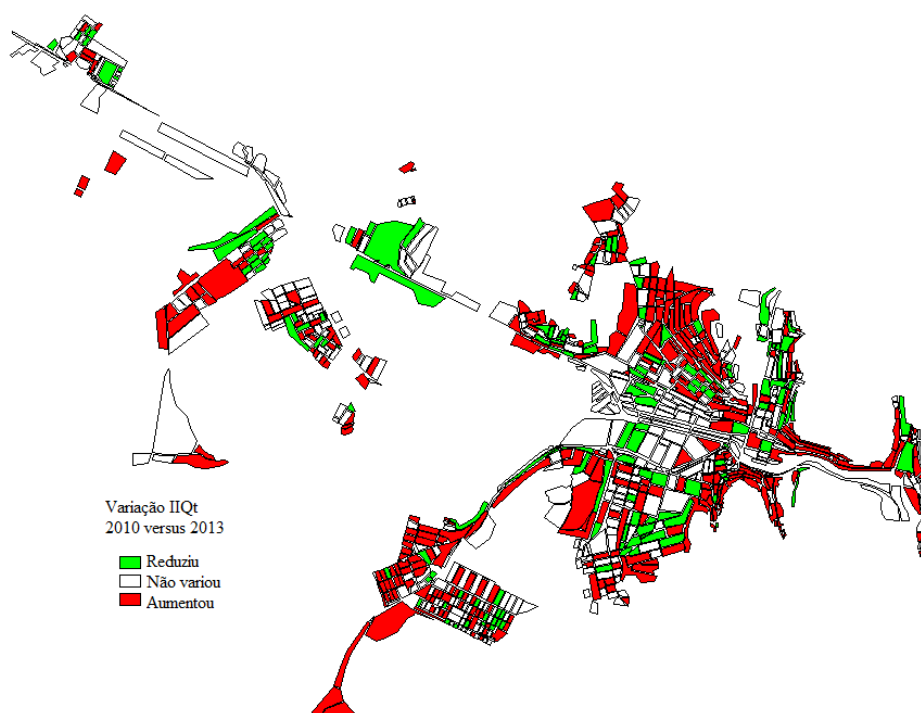 Variação IIQt
2010 versus 2013
Reduziu
Não variou
Aumentou